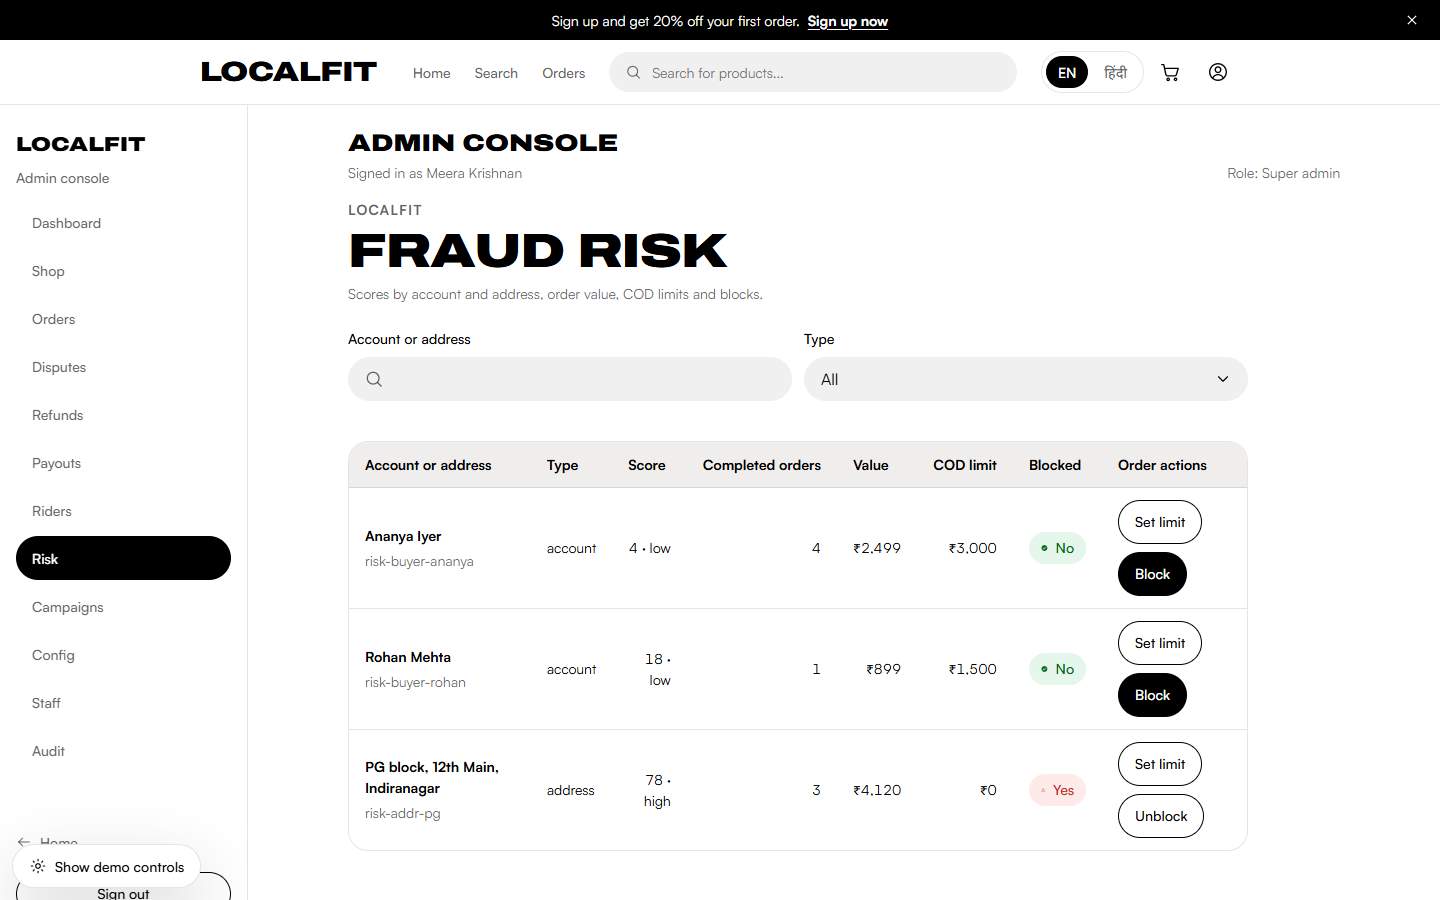 Sign up and get 20% off your first order. Sign up now
LOCALFIT
Home
Search
Orders
Search for products...
EN
हिंदी
LOCALFIT
Admin console
Dashboard
Shop
Orders
Disputes
Refunds
Payouts
Riders
Risk
Campaigns
Config
Staff
Audit
Home
Show demo controls
Sign out
ADMIN CONSOLE
Signed in as Meera Krishnan
Role: Super admin
LOCALFIT
FRAUD RISK
Scores by account and address, order value, COD limits and blocks.
Account or address
Type
All
Account or address Type Score Completed orders Value COD limit Blocked Order actions
Ananya Iyer
risk-buyer-ananya
account
4 · low
4
₹2,499
₹3,000
No
Set limit
Block
Rohan Mehta
risk-buyer-rohan
account
18 ·
low
1
₹899
₹1,500
No
Set limit
Block
PG block, 12th Main,
Indiranagar
risk-addr-pg
address
78 ·
high
3
₹4,120
₹0
Yes
Set limit
Unblock